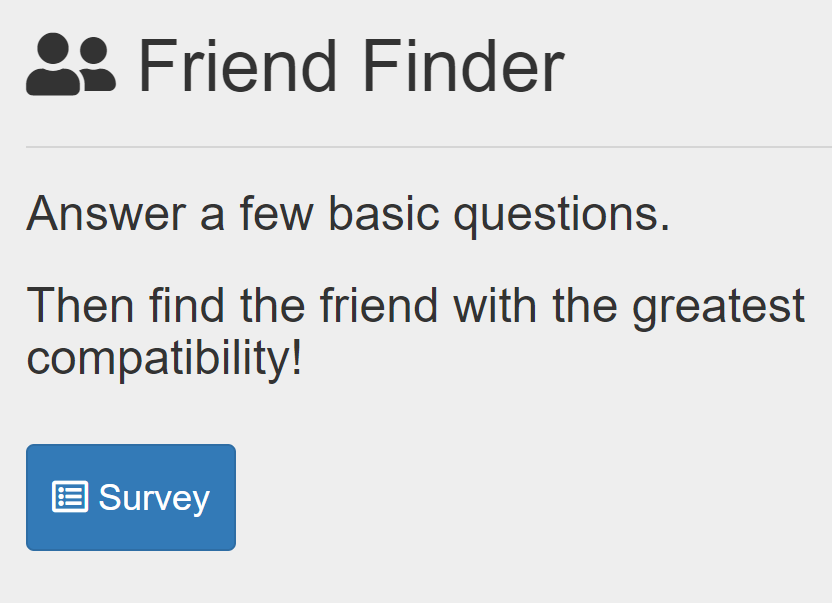 Friend Finder
Answer a few basic questions.
Then find the friend with the greatest
compatibility!
Survey